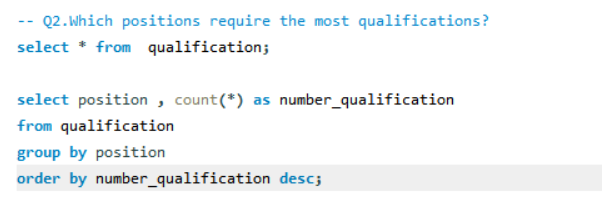 -- Q2.Which positions require the most qualifications?
select * from  qualification;
select position , count(*) as number_qualification
from qualification
group by position
order by number_qualification desc;